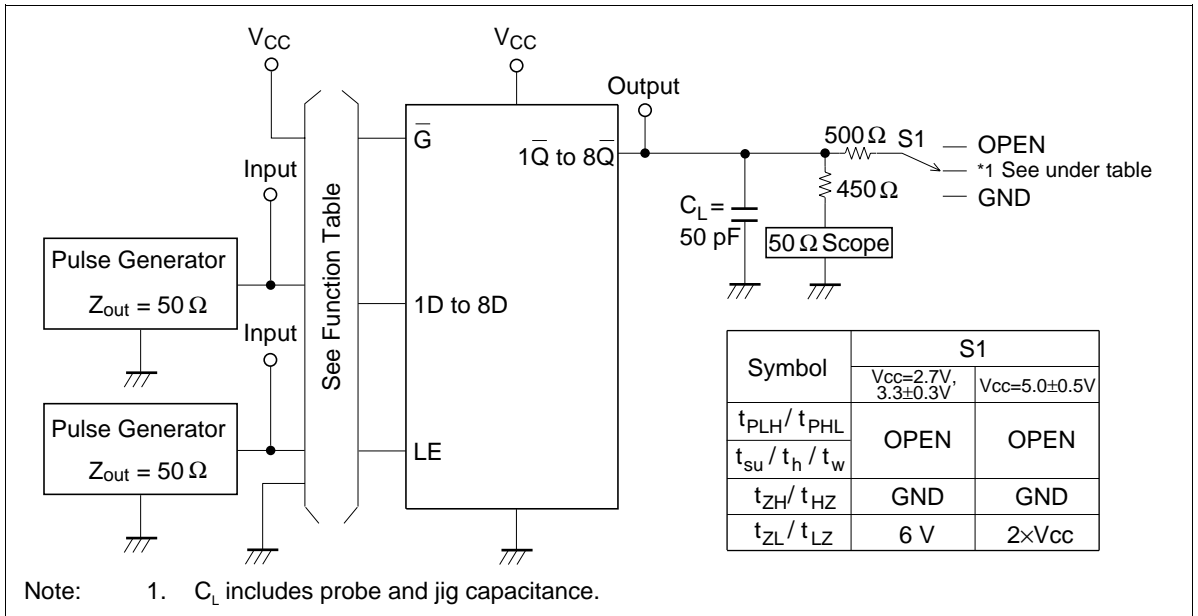 VCC
VCC
Output
Input
G̅
1Q̅ to 8Q̅
500 Ω
S1
OPEN
*1 See under table
GND
450 Ω
CL =
50 pF
50 Ω Scope
See Function Table
Pulse Generator
Zout = 50 Ω
1D to 8D
Input
Pulse Generator
Zout = 50 Ω
LE
Symbol
S1
Vcc=2.7V,
3.3±0.3V
Vcc=5.0±0.5V
tPLH / tPHL
OPEN
OPEN
tsu / th / tw
tZH / tHZ
GND
GND
tZL / tLZ
6 V
2×Vcc
Note: 1. CL includes probe and jig capacitance.